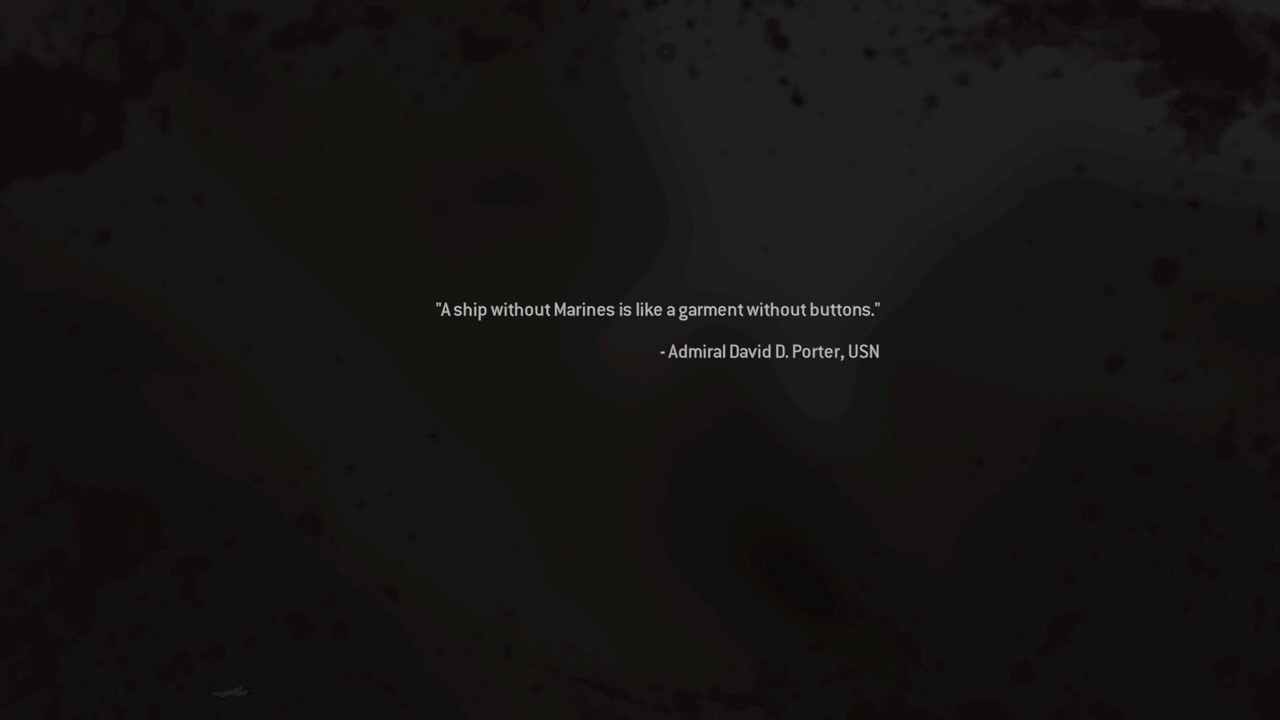 "A ship without Marines is like a garment without buttons."
- Admiral David D. Porter, USN